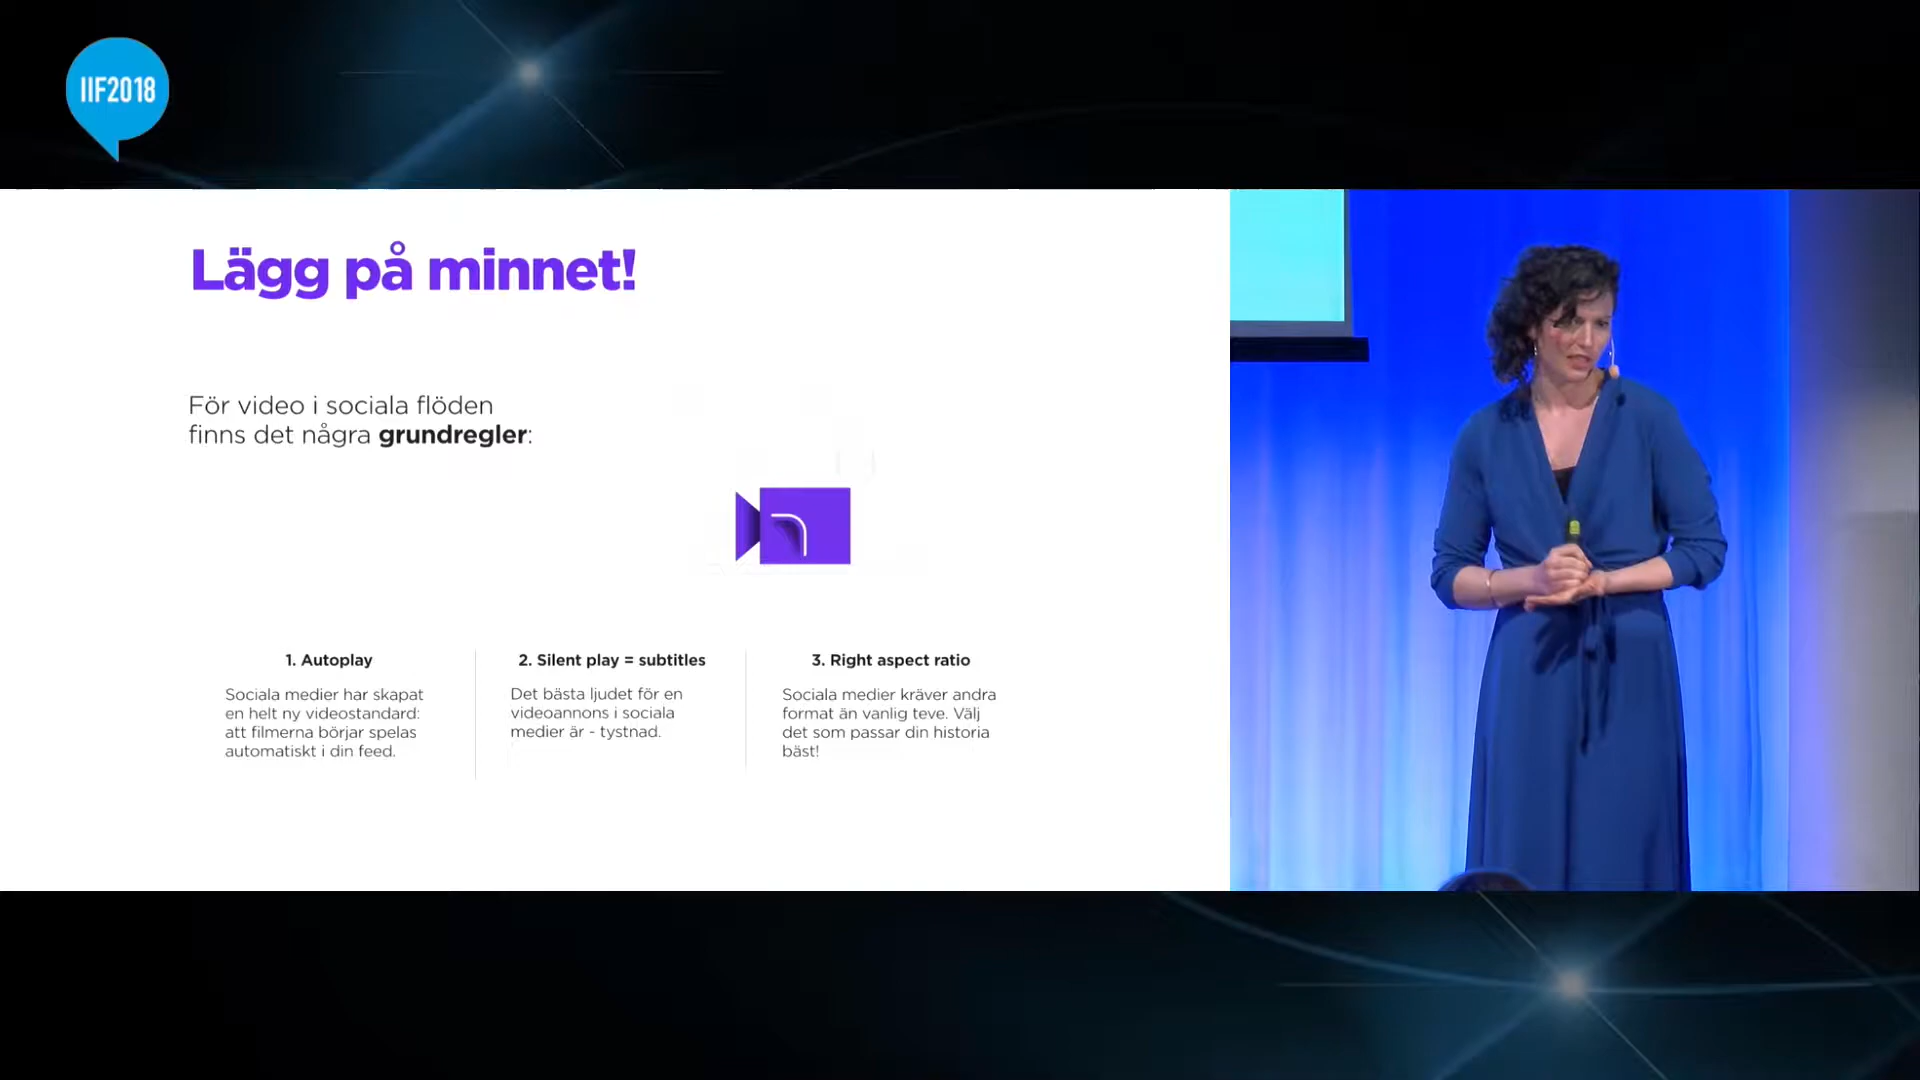 IIF2018
Lägg på minnet!
För video i sociala flöden
finns det några grundregler:
1. Autoplay
Sociala medier har skapat
en helt ny videostandard:
att filmerna börjar spelas
automatiskt i din feed.
2. Silent play = subtitles
Det bästa ljudet för en
videoannons i sociala
medier är - tystnad.
3. Right aspect ratio
Sociala medier kräver andra
format än vanlig teve. Välj
det som passar din historia
bäst!